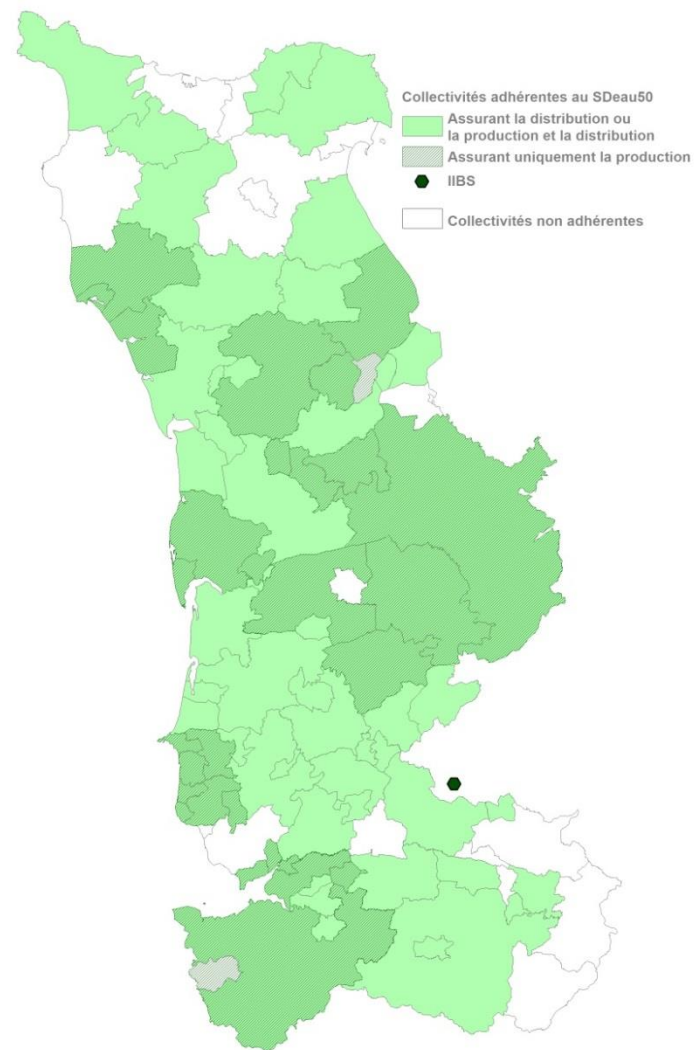 Collectivités adhérentes au SDeau50
Assurant la distribution ou
la production et la distribution
Assurant uniquement la production
IIBS
Collectivités non adhérentes